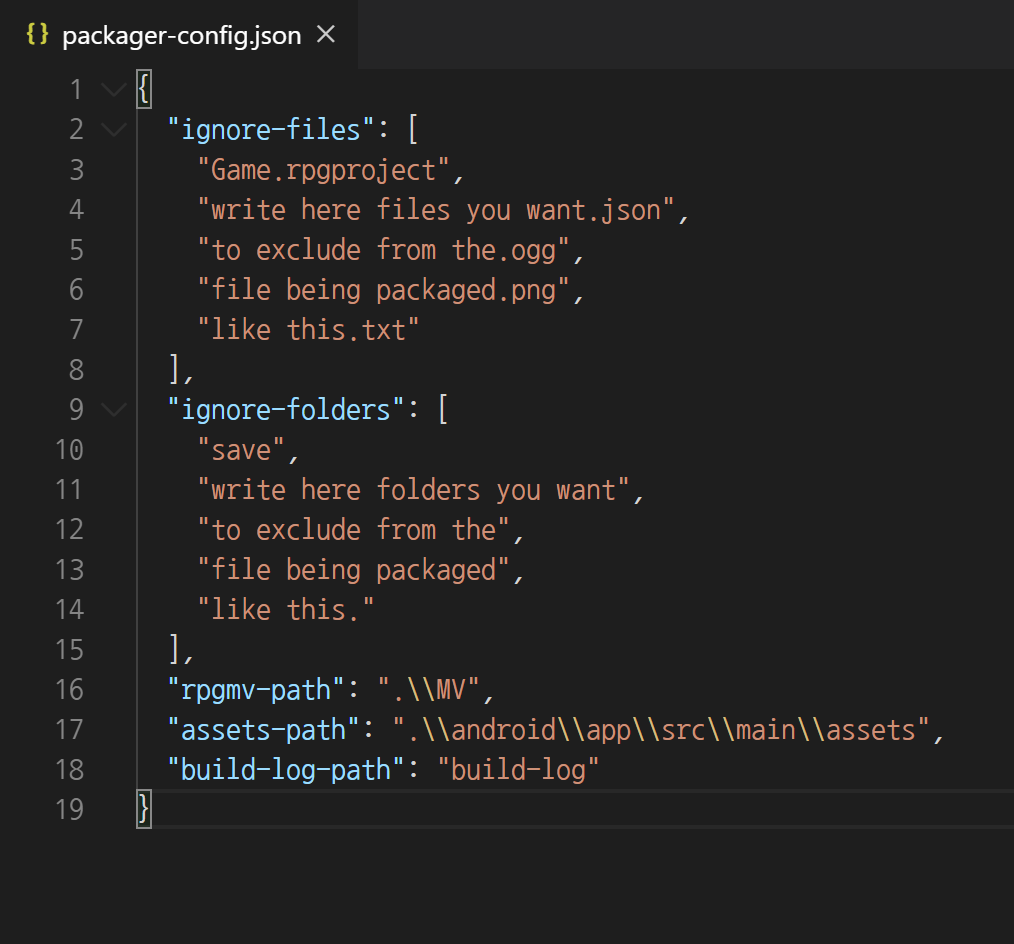 {} packager-config.json ×
1 {
2 "ignore-files": [
3 "Game.rpgproject",
4 "write here files you want.json",
5 "to exclude from the.ogg",
6 "file being packaged.png",
7 "like this.txt"
8 ],
9 "ignore-folders": [
10 "save",
11 "write here folders you want",
12 "to exclude from the",
13 "file being packaged",
14 "like this."
15 ],
16 "rpgmv-path": ".\\MV",
17 "assets-path": ".\\android\\app\\src\\main\\assets",
18 "build-log-path": "build-log"
19 }